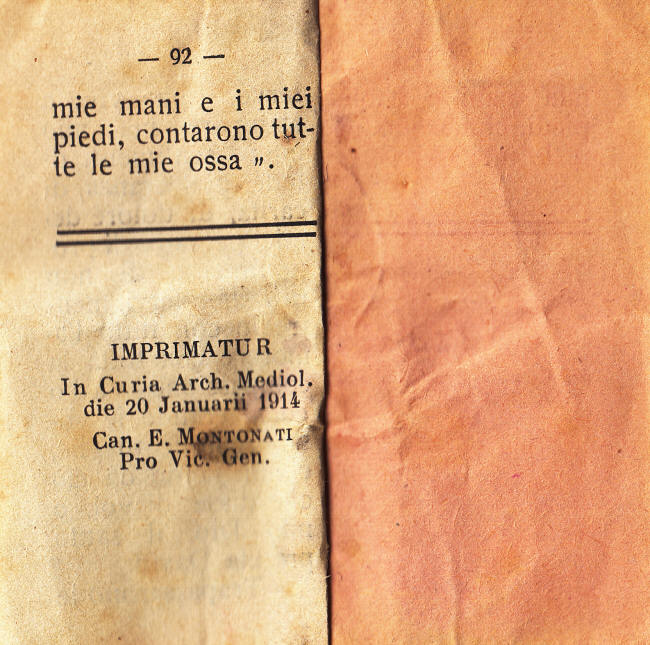 — 92 —
mie mani e i miei
piedi, contarono tut-
te le mie ossa „.
IMPRIMATUR
In Curia Arch. Mediol.
die 20 Januarii 1914
Can. E. MONTONATI
Pro Vic. Gen.